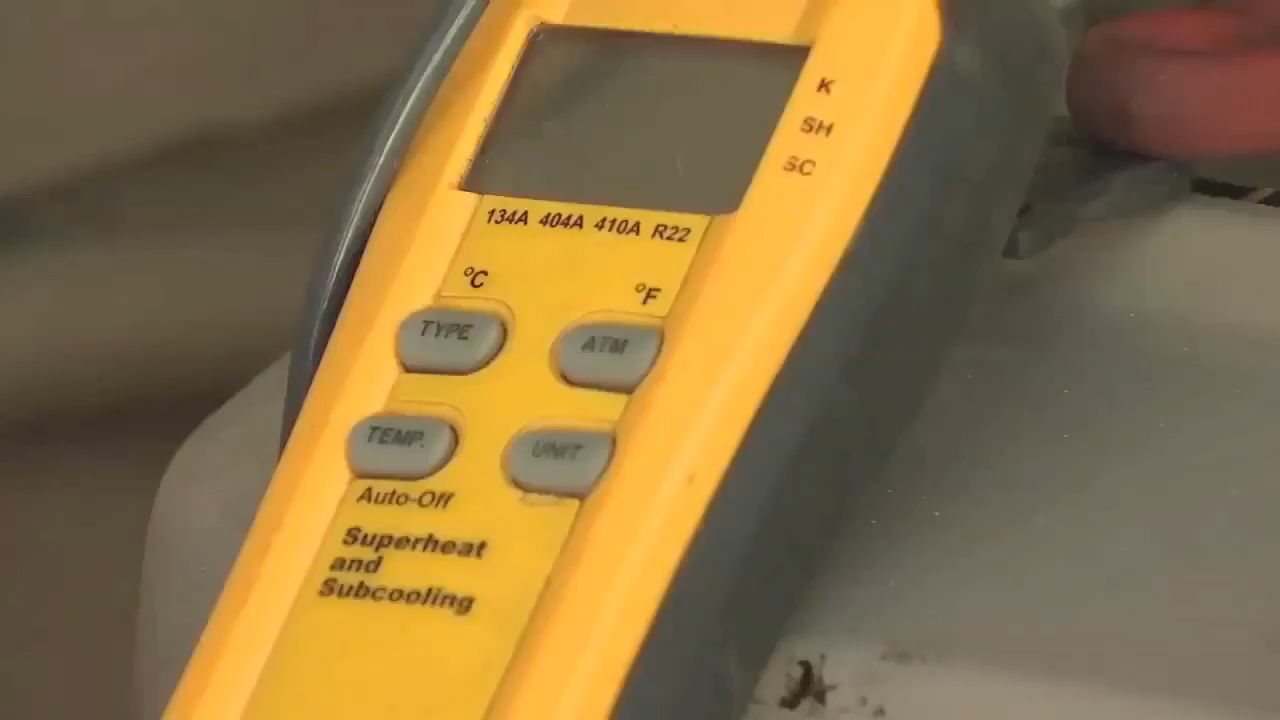 K
SH
SC
134A 404A 410A R22
°C
°F
TYPE
ATM
TEMP.
UNIT
Auto-Off
Superheat
and
Subcooling